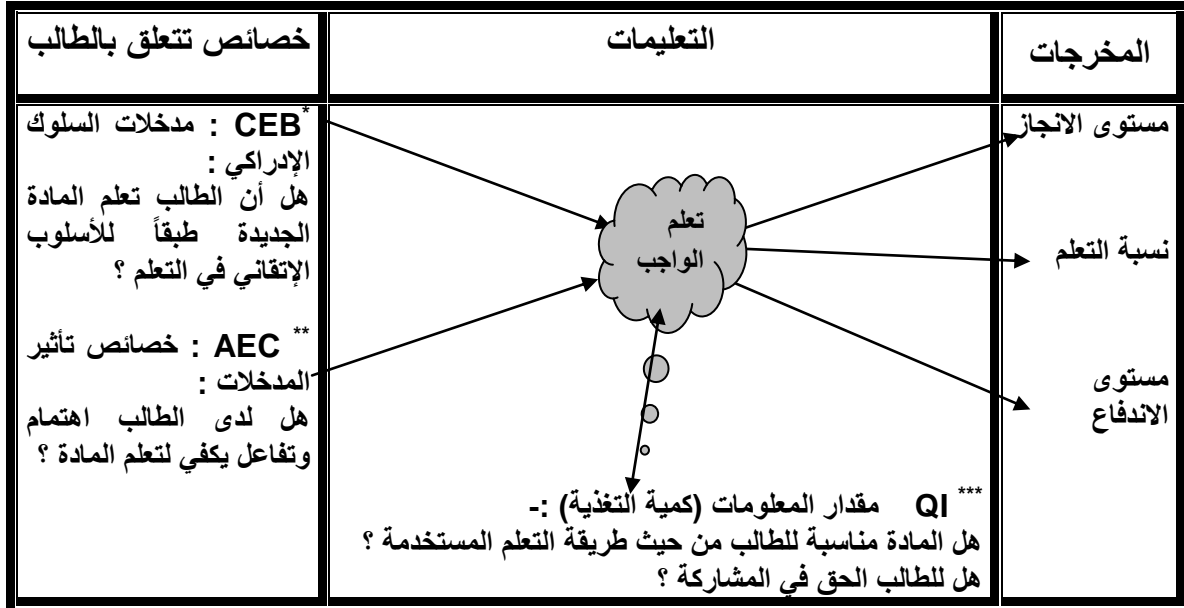 خصائص تتعلق بالطالب
التعليمات
المخرجات
*CEB : مدخلات السلوك
الإدراكي :
هل أن الطالب تعلم المادة
الجديدة طبقاً للأسلوب
الإتقاني في التعلم ؟
** AEC : خصائص تأثير
المدخلات :
هل لدى الطالب اهتمام
وتفاعل يكفي لتعلم المادة ؟
تعلم
الواجب
*** QI مقدار المعلومات (كمية التغذية) :-
هل المادة مناسبة للطالب من حيث طريقة التعلم المستخدمة ؟
هل للطالب الحق في المشاركة ؟
مستوى الانجاز
نسبة التعلم
مستوى
الاندفاع